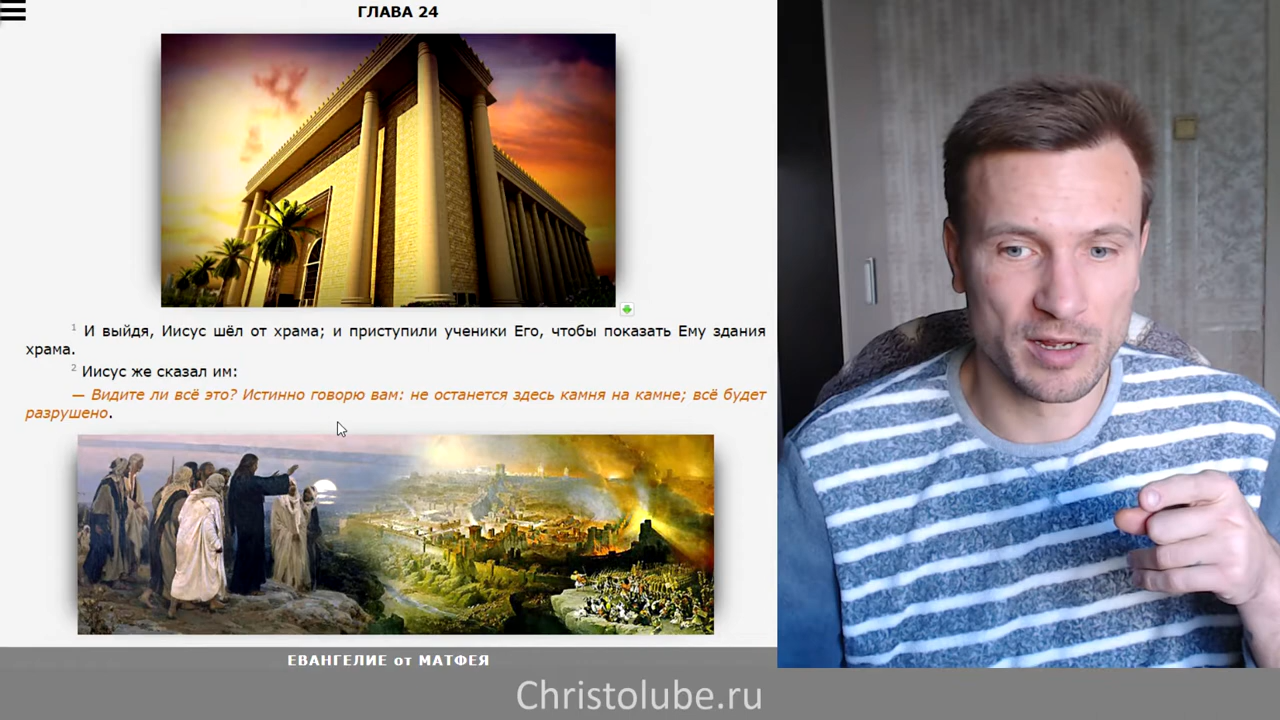 ГЛАВА 24
1 И выйдя, Иисус шёл от храма; и приступили ученики Его, чтобы показать Ему здания
храма.
2 Иисус же сказал им:
— Видите ли всё это? Истинно говорю вам: не останется здесь камня на камне; всё будет
разрушено.
ЕВАНГЕЛИЕ от МАТФЕЯ
Christolube.ru